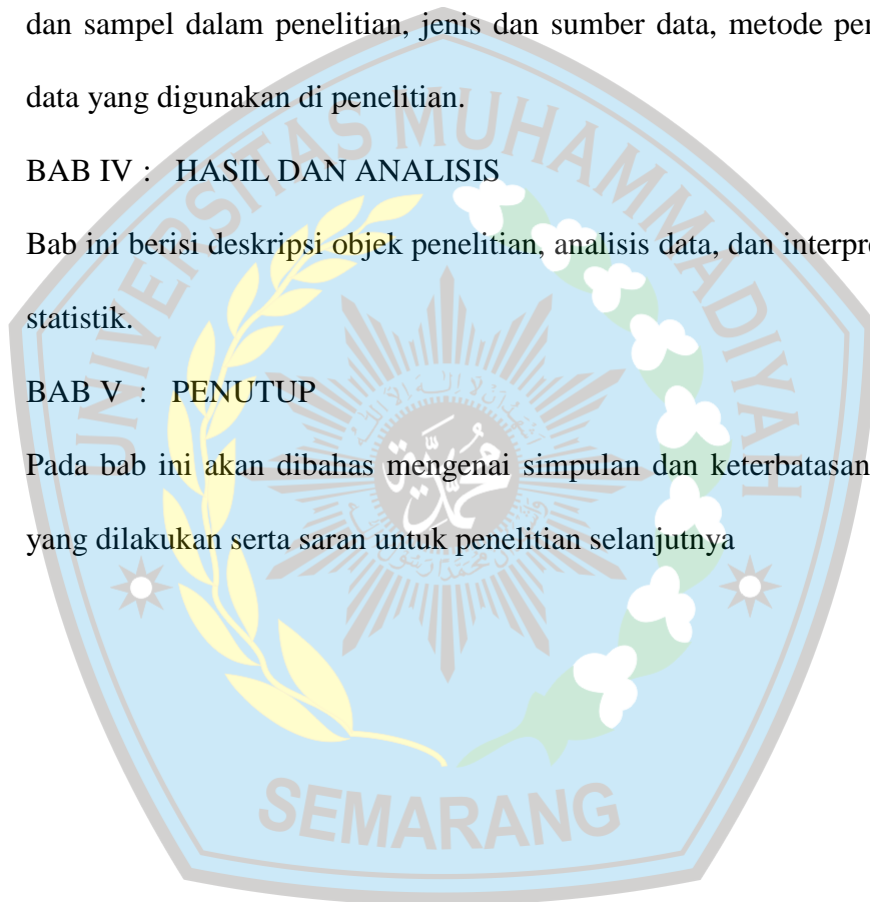 dan sampel dalam penelitian, jenis dan sumber data, metode
data yang digunakan di penelitian.
BAB IV : HASIL DAN ANALISIS
Bab ini berisi deskripsi objek penelitian, analisis data, dan
statistik.
BAB V : PENUTUP
Pada bab ini akan dibahas mengenai simpulan dan keterbatasan
yang dilakukan serta saran untuk penelitian selanjutnya
UNIVERSITAS MUHAMMADIYAH
محمدية
SEMARANG